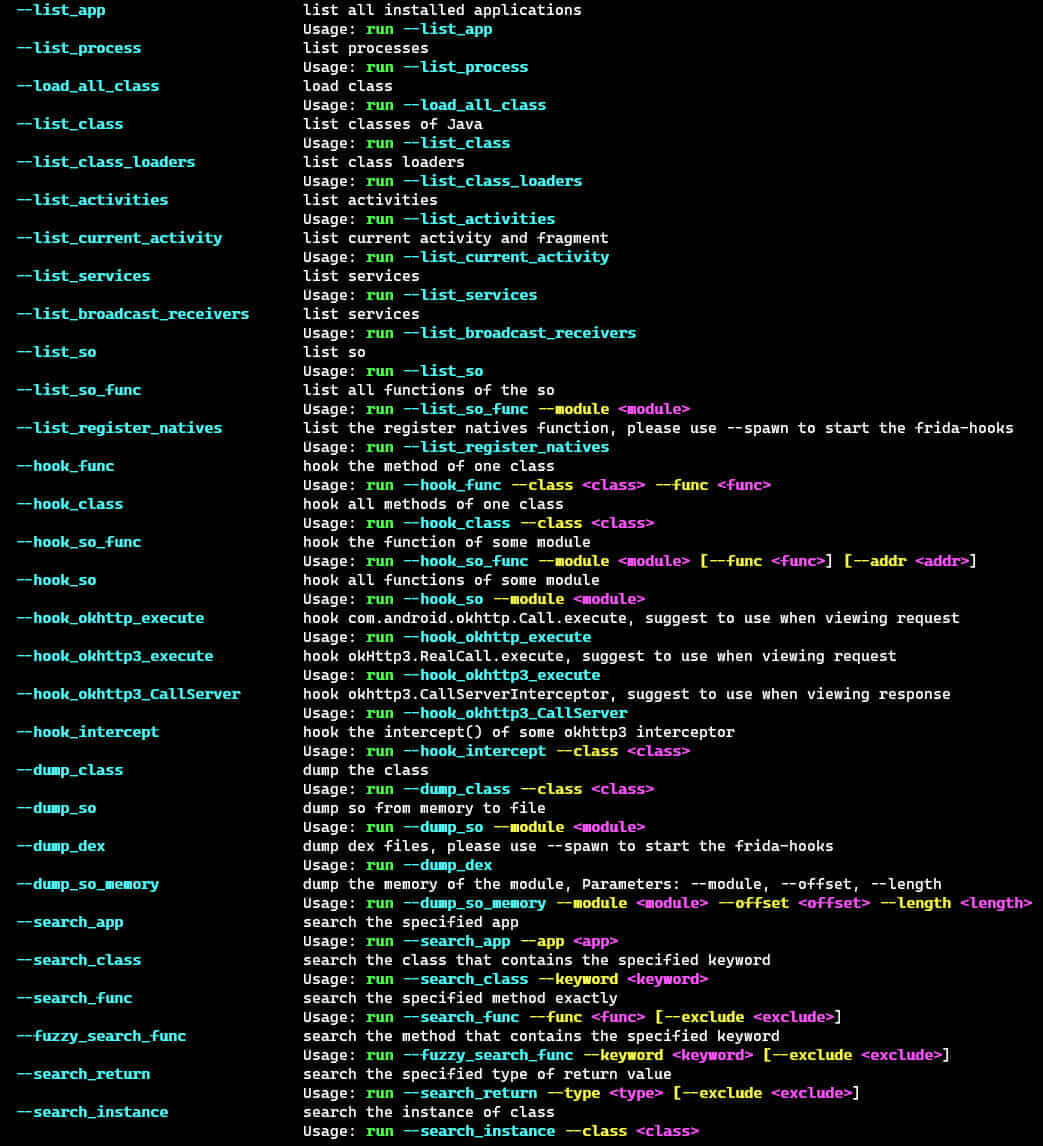 --list_app list all installed applications
Usage: run --list_app
--list_process list processes
Usage: run --list_process
--load_all_class load class
Usage: run --load_all_class
--list_class list classes of Java
Usage: run --list_class
--list_class_loaders list class loaders
Usage: run --list_class_loaders
--list_activities list activities
Usage: run --list_activities
--list_current_activity list current activity and fragment
Usage: run --list_current_activity
--list_services list services
Usage: run --list_services
--list_broadcast_receivers list services
Usage: run --list_broadcast_receivers
--list_so list so
Usage: run --list_so
--list_so_func list all functions of the so
Usage: run --list_so_func --module <module>
--list_register_natives list the register natives function, please use --spawn to start the frida-hooks
Usage: run --list_register_natives
--hook_func hook the method of one class
Usage: run --hook_func --class <class> --func <func>
--hook_class hook all methods of one class
Usage: run --hook_class --class <class>
--hook_so_func hook the function of some module
Usage: run --hook_so_func --module <module> [--func <func>] [--addr <addr>]
--hook_so hook all functions of some module
Usage: run --hook_so --module <module>
--hook_okhttp_execute hook com.android.okhttp.Call.execute, suggest to use when viewing request
Usage: run --hook_okhttp_execute
--hook_okhttp3_execute hook okHttp3.RealCall.execute, suggest to use when viewing request
Usage: run --hook_okhttp3_execute
--hook_okhttp3_CallServer hook okhttp3.CallServerInterceptor, suggest to use when viewing response
Usage: run --hook_okhttp3_CallServer
--hook_intercept hook the intercept() of some okhttp3 interceptor
Usage: run --hook_intercept --class <class>
--dump_class dump the class
Usage: run --dump_class --class <class>
--dump_so dump so from memory to file
Usage: run --dump_so --module <module>
--dump_dex dump dex files, please use --spawn to start the frida-hooks
Usage: run --dump_dex
--dump_so_memory dump the memory of the module, Parameters: --module, --offset, --length
Usage: run --dump_so_memory --module <module> --offset <offset> --length <length>
--search_app search the specified app
Usage: run --search_app --app <app>
--search_class search the class that contains the specified keyword
Usage: run --search_class --keyword <keyword>
--search_func search the specified method exactly
Usage: run --search_func --func <func> [--exclude <exclude>]
--fuzzy_search_func search the method that contains the specified keyword
Usage: run --fuzzy_search_func --keyword <keyword> [--exclude <exclude>]
--search_return search the specified type of return value
Usage: run --search_return --type <type> [--exclude <exclude>]
--search_instance search the instance of class
Usage: run --search_instance --class <class>